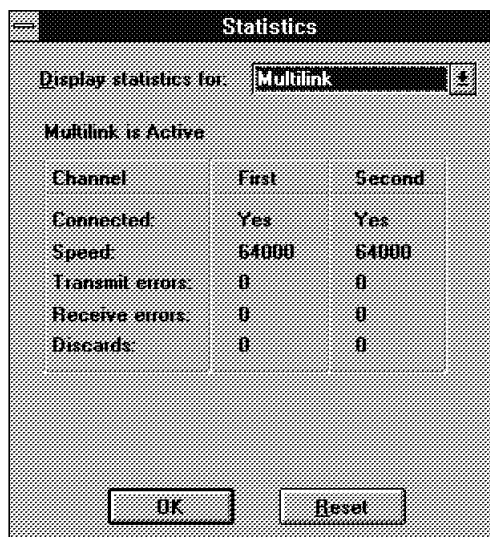 Statistics
Display statistics for: Multilink
Multilink is Active
Channel First Second
Connected: Yes Yes
Speed: 64000 64000
Transmit errors: 0 0
Receive errors: 0 0
Discards: 0 0
OK Reset